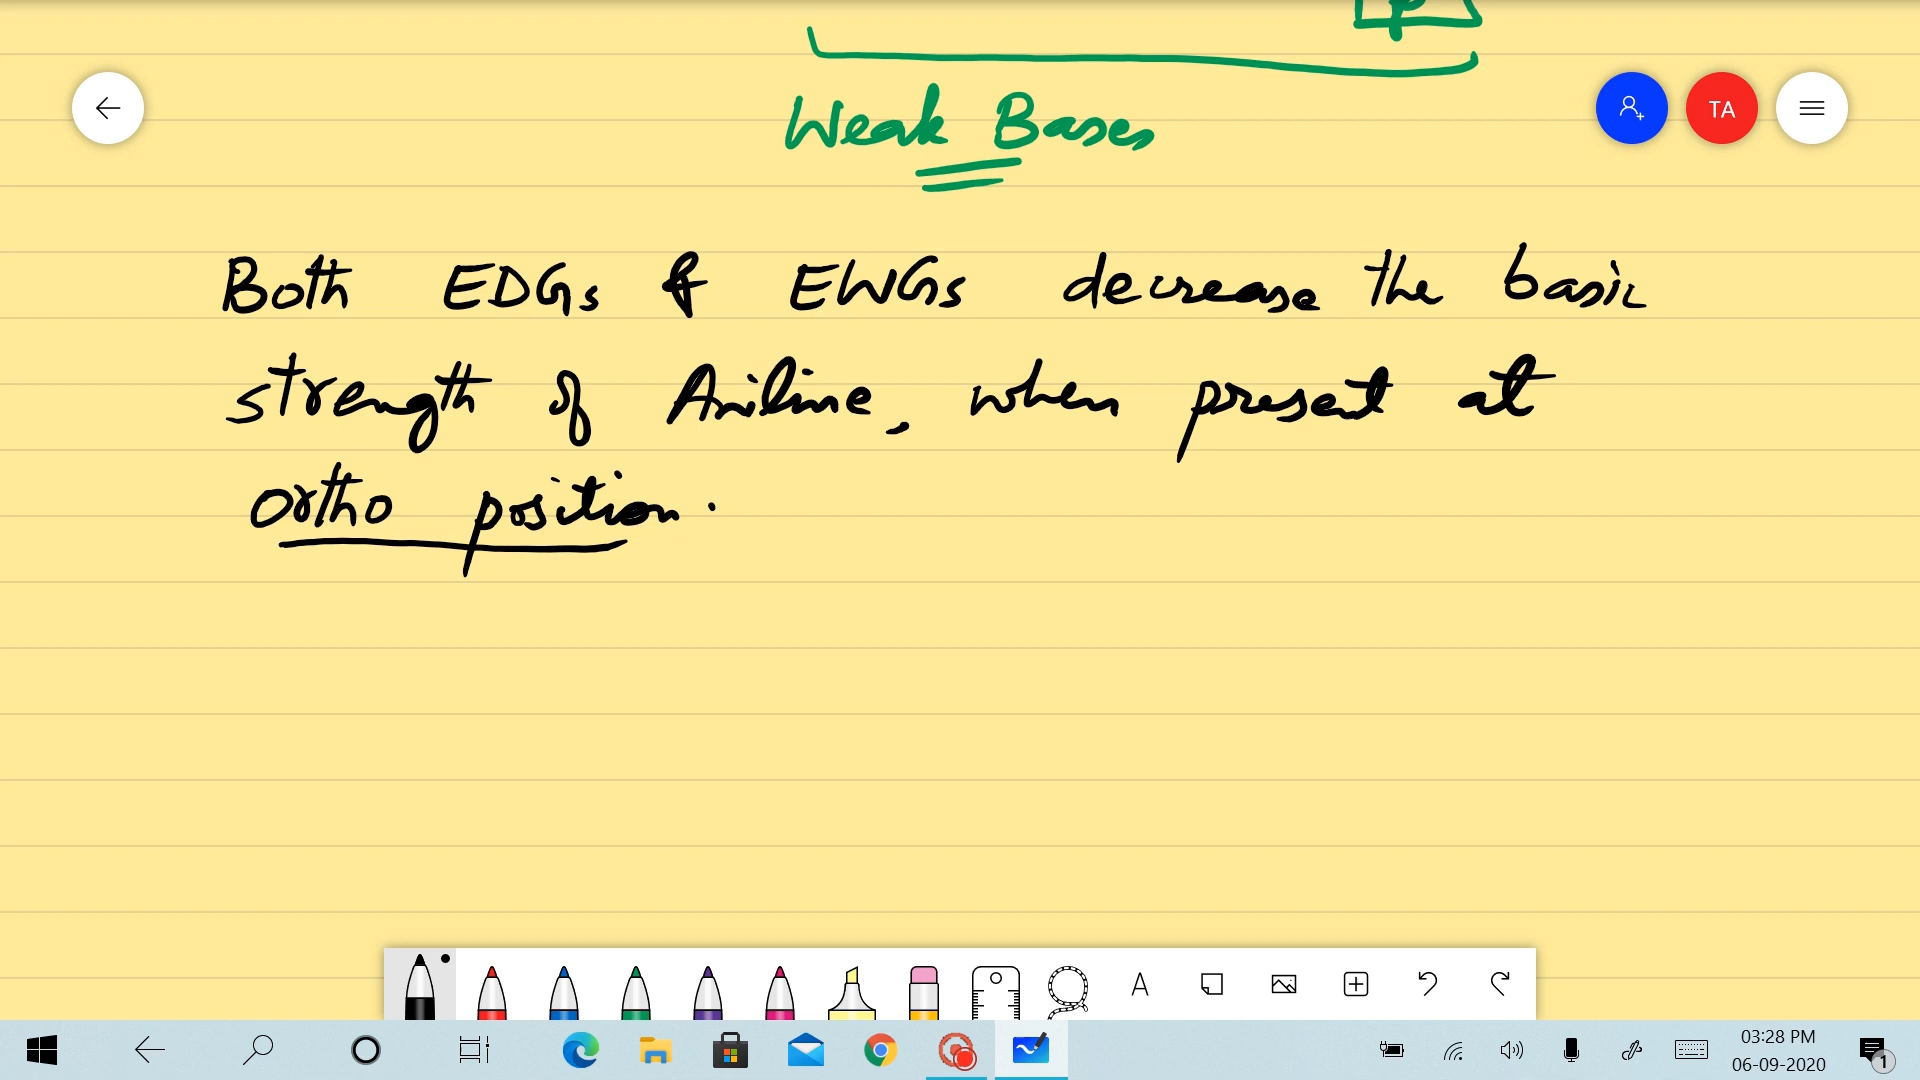 P
Weak Bases
TA
Both EDGs & EWGs decrease the basic
strength of Aniline, when present at
ortho position.
A
03:28 PM
06-09-2020
1